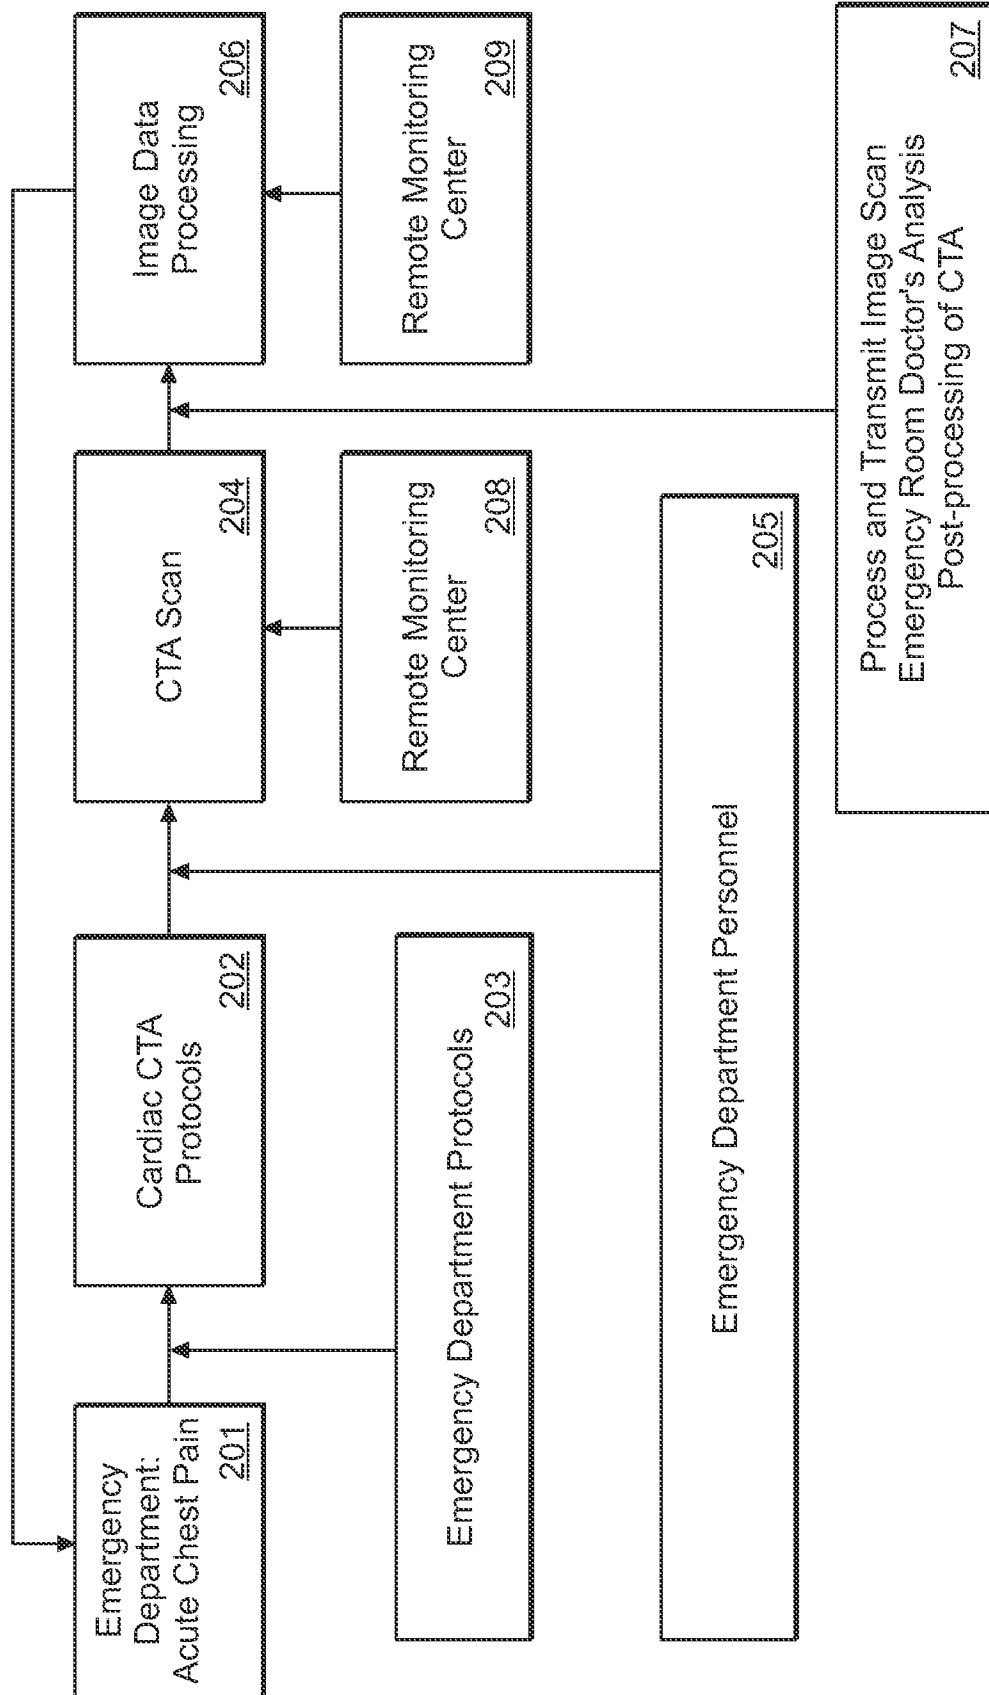 Emergency
Department:
Acute Chest Pain
201
Cardiac CTA
Protocols
202
CTA Scan
204
Image Data
Processing
206
Emergency Department Protocols
203
Remote Monitoring
Center
208
Remote Monitoring
Center
209
Emergency Department Personnel
205
Process and Transmit Image Scan
Emergency Room Doctor's Analysis
Post-processing of CTA
207